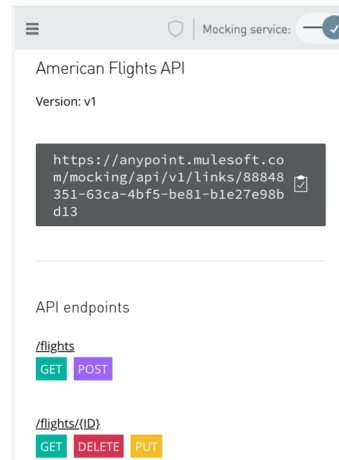 Mocking service:
American Flights API
Version: v1
https://anypoint.mulesoft.co
m/mocking/api/v1/links/88848
351-63ca-4bf5-be81-b1e27e98b
d13
API endpoints
/flights
GET POST
/flights/{ID}
GET DELETE PUT